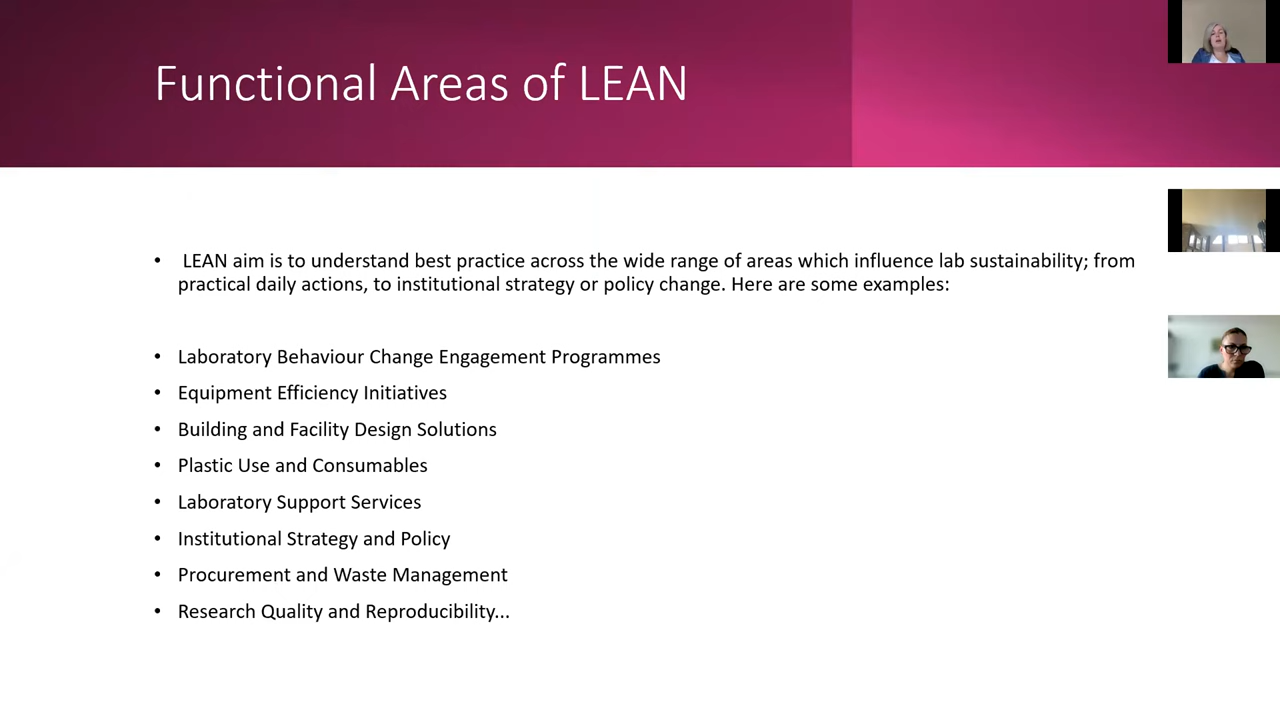 Functional Areas of LEAN
• LEAN aim is to understand best practice across the wide range of areas which influence lab sustainability; from
practical daily actions, to institutional strategy or policy change. Here are some examples:
• Laboratory Behaviour Change Engagement Programmes
• Equipment Efficiency Initiatives
• Building and Facility Design Solutions
• Plastic Use and Consumables
• Laboratory Support Services
• Institutional Strategy and Policy
• Procurement and Waste Management
• Research Quality and Reproducibility...